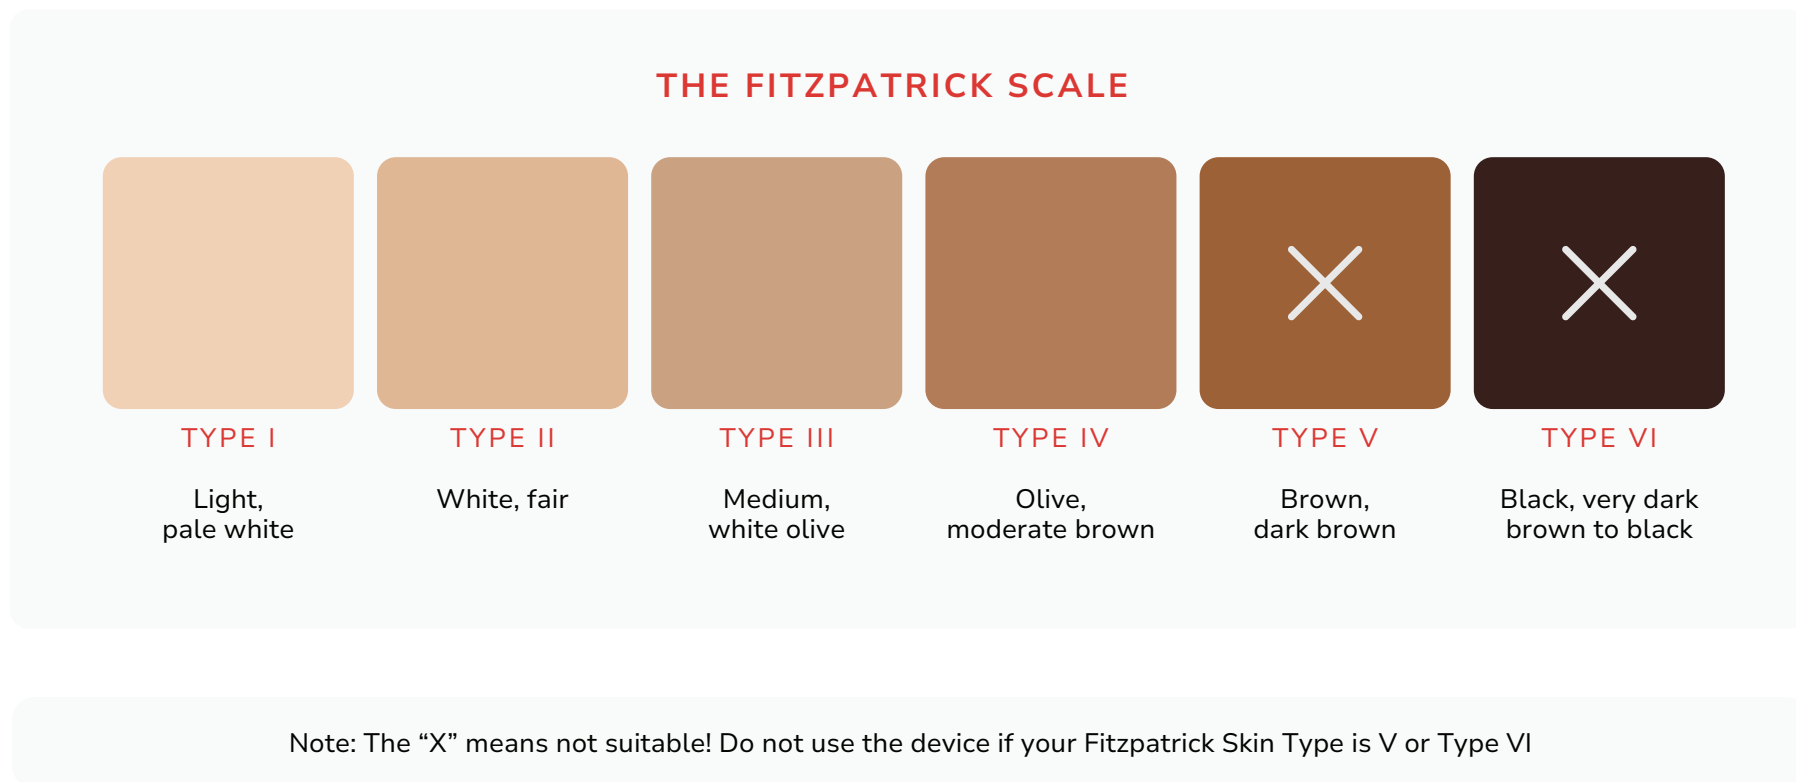 THE FITZPATRICK SCALE
TYPE I
TYPE II
TYPE III
TYPE IV
TYPE V
TYPE VI
Light,
pale white
White, fair
Medium,
white olive
Olive,
moderate brown
Brown,
dark brown
Black, very dark
brown to black
Note: The “X” means not suitable! Do not use the device if your Fitzpatrick Skin Type is V or Type VI